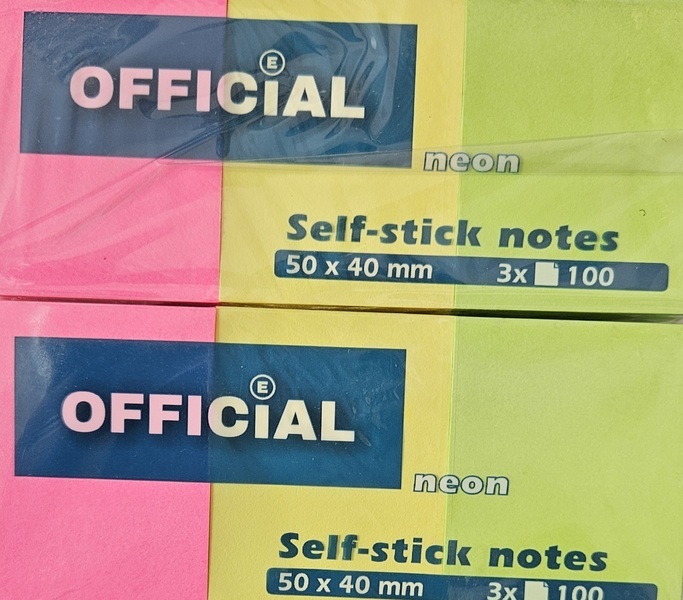 E
OFFICiAL
neon
Self-stick notes
50 x 40 mm 3x 100
E
OFFICiAL
neon
Self-stick notes
50 x 40 mm 3x 100